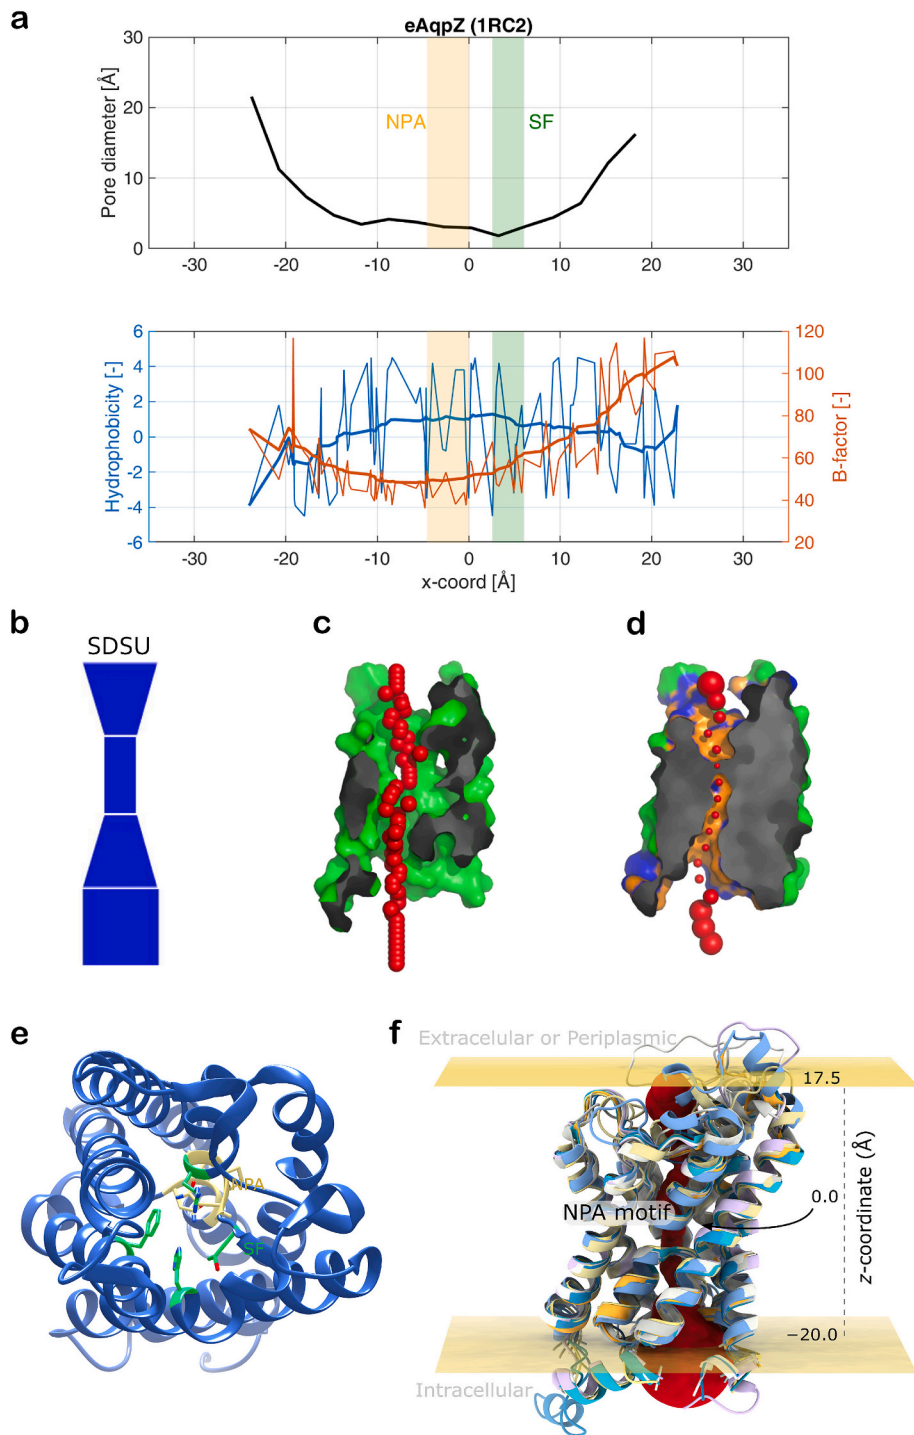 a
eAqpZ (1RC2)
Pore diameter [Å]
30
20
10
0
NPA
SF
-30 -20 -10 0 10 20 30
Hydrophobicity [-]
6
4
2
0
-2
-4
-6
120
100
80
60
40
20
B-factor [-]
-30 -20 -10 0 10 20 30
x-coord [Å]
b
SDSU
c
d
e
NPA
SF
f
Extracelular or Periplasmic
17.5
z-coordinate (Å)
0.0
NPA motif
−20.0
Intracellular